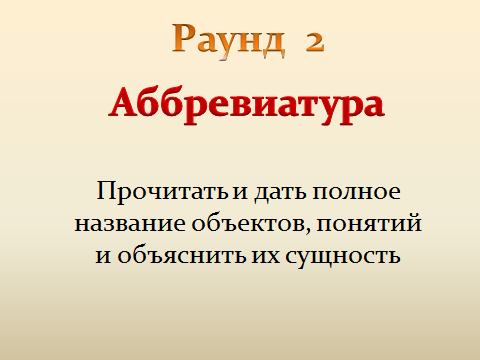 Раунд 2
Аббревиатура
Прочитать и дать полное
название объектов, понятий
и объяснить их сущность